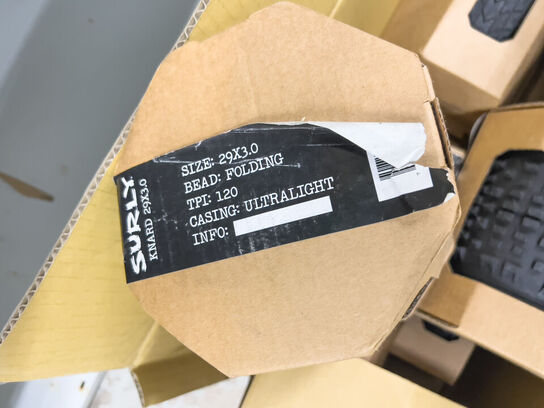 SURLY
KNARD 29X3.0
SIZE: 29X3.0
BEAD: FOLDING
TPI: 120
CASING: ULTRALIGHT
INFO: